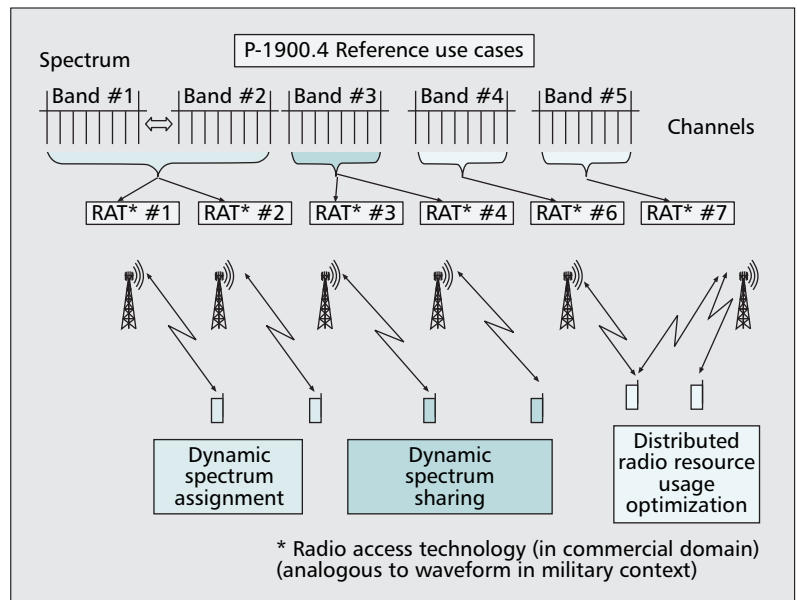 P-1900.4 Reference use cases
Spectrum
Band #1
Band #2
Band #3
Band #4
Band #5
Channels
RAT* #1
RAT* #2
RAT* #3
RAT* #4
RAT* #6
RAT* #7
Dynamic
spectrum
assignment
Dynamic
spectrum
sharing
Distributed
radio resource
usage
optimization
* Radio access technology (in commercial domain)
(analogous to waveform in military context)